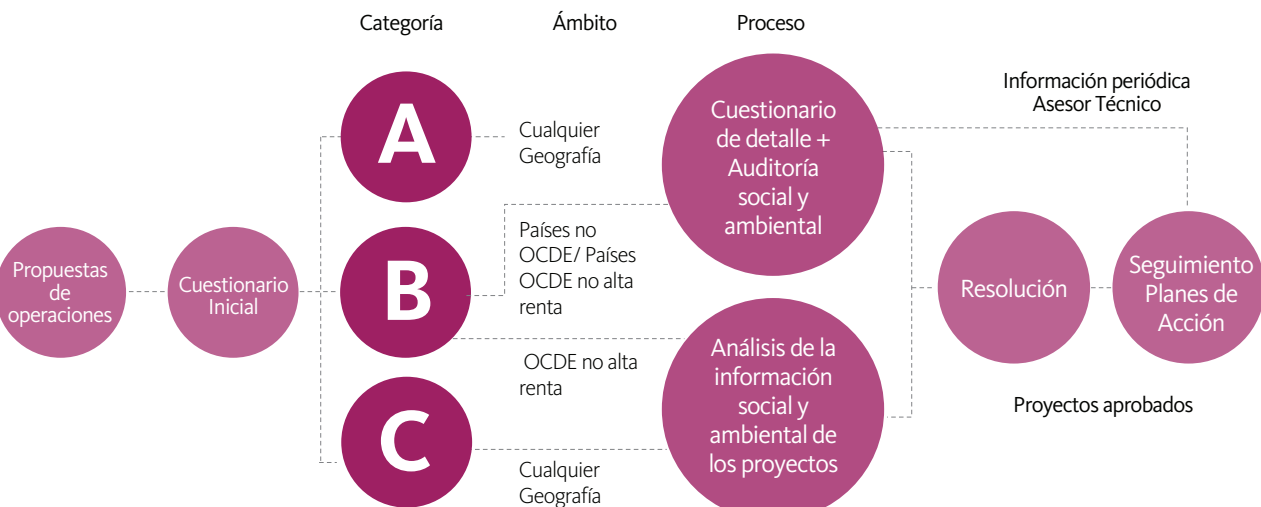 Categoría
Ámbito
Proceso
Propuestas
de
operaciones
Cuestionario
Inicial
A
Cualquier
Geografía
B
Países no
OCDE/ Países
OCDE no alta
renta
OCDE no alta
renta
C
Cualquier
Geografía
Cuestionario
de detalle +
Auditoría
social y
ambiental
Análisis de la
información
social y
ambiental de
los proyectos
Información periódica
Asesor Técnico
Resolución
Seguimiento
Planes de
Acción
Proyectos aprobados